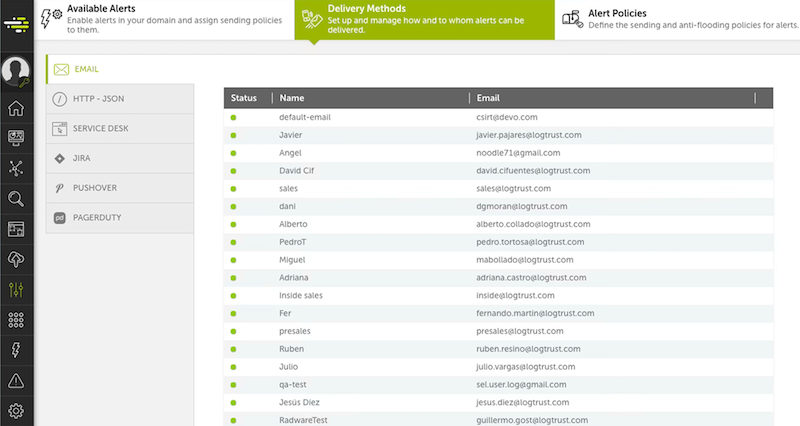 Available Alerts
Enable alerts in your domain and assign sending policies
to them.
Delivery Methods
Set up and manage how and to whom alerts can be
delivered.
Alert Policies
Define the sending and anti-flooding policies for alerts.
EMAIL
HTTP - JSON
SERVICE DESK
JIRA
PUSHOVER
pd PAGERDUTY
Status Name Email
default-email csirt@devo.com
Javier javier.pajares@logtrust.com
Angel noodle71@gmail.com
David Cif david.cifuentes@logtrust.com
sales sales@logtrust.com
dani dgmoran@logtrust.com
Alberto alberto.collado@logtrust.com
PedroT pedro.tortosa@logtrust.com
Miguel mabollado@logtrust.com
Adriana adriana.castro@logtrust.com
Inside sales inside@logtrust.com
Fer fernando.martin@logtrust.com
presales presales@logtrust.com
Ruben ruben.resino@logtrust.com
Julio julio.vargas@logtrust.com
qa-test sel.user.log@gmail.com
Jesús Díez jesus.diez@logtrust.com
RadwareTest guillermo.gost@logtrust.com